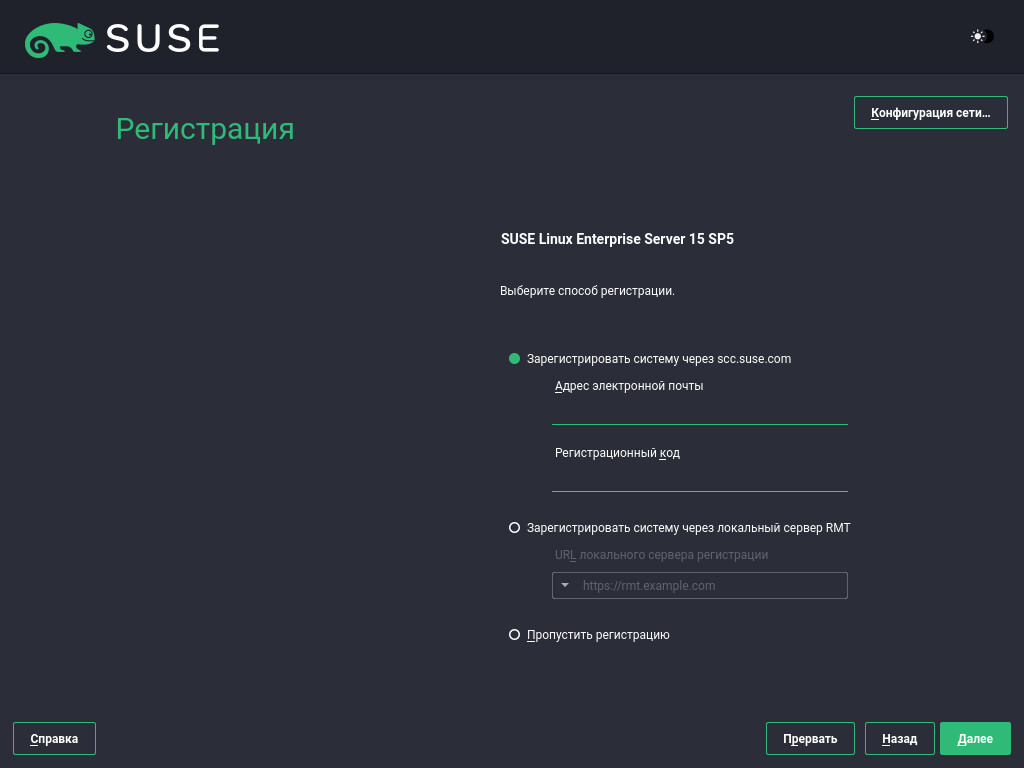 SUSE
Конфигурация сети...
Регистрация
SUSE Linux Enterprise Server 15 SP5
Выберите способ регистрации.
Зарегистрировать систему через scc.suse.com
Адрес электронной почты
Регистрационный код
Зарегистрировать систему через локальный сервер RMT
URL локального сервера регистрации
https://rmt.example.com
Пропустить регистрацию
Справка
Прервать
Назад
Далее